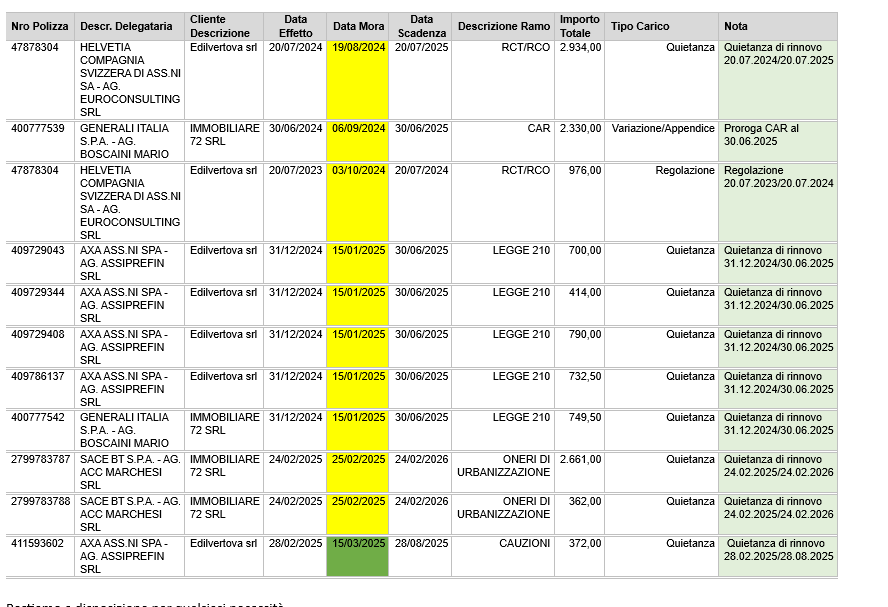 Nro Polizza Descr. Delegataria Cliente Descrizione Data Effetto Data Mora Data Scadenza Descrizione Ramo Importo Totale Tipo Carico Nota
47878304 HELVETIA Edilvertova srl 20/07/2024 19/08/2024 20/07/2025 RCT/RCO 2.934,00 Quietanza Quietanza di rinnovo
COMPAGNIA 20.07.2024/20.07.2025
SVIZZERA DI ASS.NI
SA - AG.
EUROCONSULTING
SRL
400777539 GENERALI ITALIA IMMOBILIARE 30/06/2024 06/09/2024 30/06/2025 CAR 2.330,00 Variazione/Appendice Proroga CAR al
S.P.A. - AG. 72 SRL 30.06.2025
BOSCAINI MARIO
47878304 HELVETIA Edilvertova srl 20/07/2023 03/10/2024 20/07/2024 RCT/RCO 976,00 Regolazione Regolazione
COMPAGNIA 20.07.2023/20.07.2024
SVIZZERA DI ASS.NI
SA - AG.
EUROCONSULTING
SRL
409729043 AXA ASS.NI SPA - Edilvertova srl 31/12/2024 15/01/2025 30/06/2025 LEGGE 210 700,00 Quietanza Quietanza di rinnovo
AG. ASSIPREFIN 31.12.2024/30.06.2025
SRL
409729344 AXA ASS.NI SPA - Edilvertova srl 31/12/2024 15/01/2025 30/06/2025 LEGGE 210 414,00 Quietanza Quietanza di rinnovo
AG. ASSIPREFIN 31.12.2024/30.06.2025
SRL
409729408 AXA ASS.NI SPA - Edilvertova srl 31/12/2024 15/01/2025 30/06/2025 LEGGE 210 790,00 Quietanza Quietanza di rinnovo
AG. ASSIPREFIN 31.12.2024/30.06.2025
SRL
409786137 AXA ASS.NI SPA - Edilvertova srl 31/12/2024 15/01/2025 30/06/2025 LEGGE 210 732,50 Quietanza Quietanza di rinnovo
AG. ASSIPREFIN 31.12.2024/30.06.2025
SRL
400777542 GENERALI ITALIA IMMOBILIARE 31/12/2024 15/01/2025 30/06/2025 LEGGE 210 749,50 Quietanza Quietanza di rinnovo
S.P.A. - AG. 72 SRL 31.12.2024/30.06.2025
BOSCAINI MARIO
2799783787 SACE BT S.P.A. - AG. IMMOBILIARE 24/02/2025 25/02/2025 24/02/2026 ONERI DI 2.661,00 Quietanza Quietanza di rinnovo
ACC MARCHESI 72 SRL URBANIZZAZIONE 24.02.2025/24.02.2026
SRL
2799783788 SACE BT S.P.A. - AG. IMMOBILIARE 24/02/2025 25/02/2025 24/02/2026 ONERI DI 362,00 Quietanza Quietanza di rinnovo
ACC MARCHESI 72 SRL URBANIZZAZIONE 24.02.2025/24.02.2026
SRL
411593602 AXA ASS.NI SPA - Edilvertova srl 28/02/2025 15/03/2025 28/08/2025 CAUZIONI 372,00 Quietanza Quietanza di rinnovo
AG. ASSIPREFIN 28.02.2025/28.08.2025
SRL